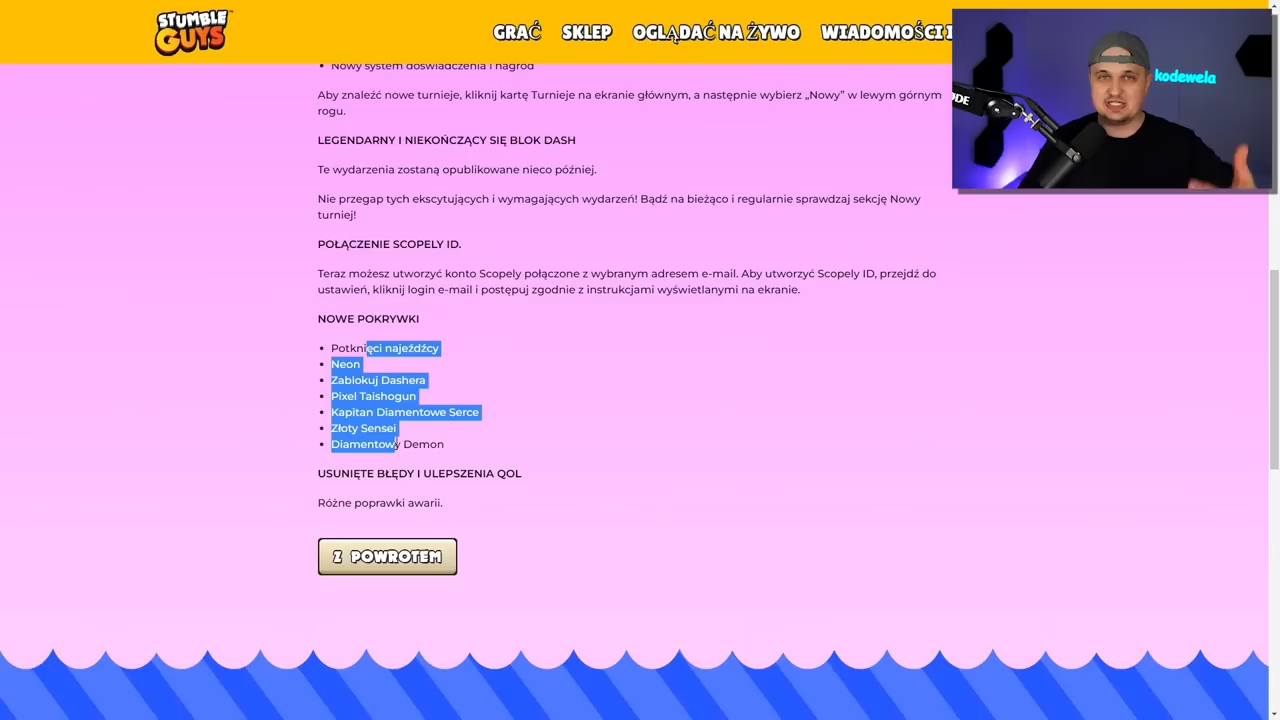 STUMBLE GUYS™
GRAĆ SKLEP OGLĄDAĆ NA ŻYWO WIADOMOŚCI
kodewela
Nowy system doświadczenia i nagród
Aby znaleźć nowe turnieje, kliknij kartę Turnieje na ekranie głównym, a następnie wybierz „Nowy” w lewym górnym
rogu.
LEGENDARNY I NIEKOŃCZĄCY SIĘ BLOK DASH
Te wydarzenia zostaną opublikowane nieco później.
Nie przegap tych ekscytujących i wymagających wydarzeń! Bądź na bieżąco i regularnie sprawdzaj sekcję Nowy
turniej!
POŁĄCZENIE SCOPELY ID.
Teraz możesz utworzyć konto Scopely połączone z wybranym adresem e-mail. Aby utworzyć Scopely ID, przejdź do
ustawień, kliknij login e-mail i postępuj zgodnie z instrukcjami wyświetlanymi na ekranie.
NOWE POKRYWKI
Potknięci najeźdźcy
Neon
Zablokuj Dashera
Pixel Taishogun
Kapitan Diamentowe Serce
Złoty Sensei
Diamentowy Demon
USUNIĘTE BŁĘDY I ULEPSZENIA QOL
Różne poprawki awarii.
Z POWROTEM